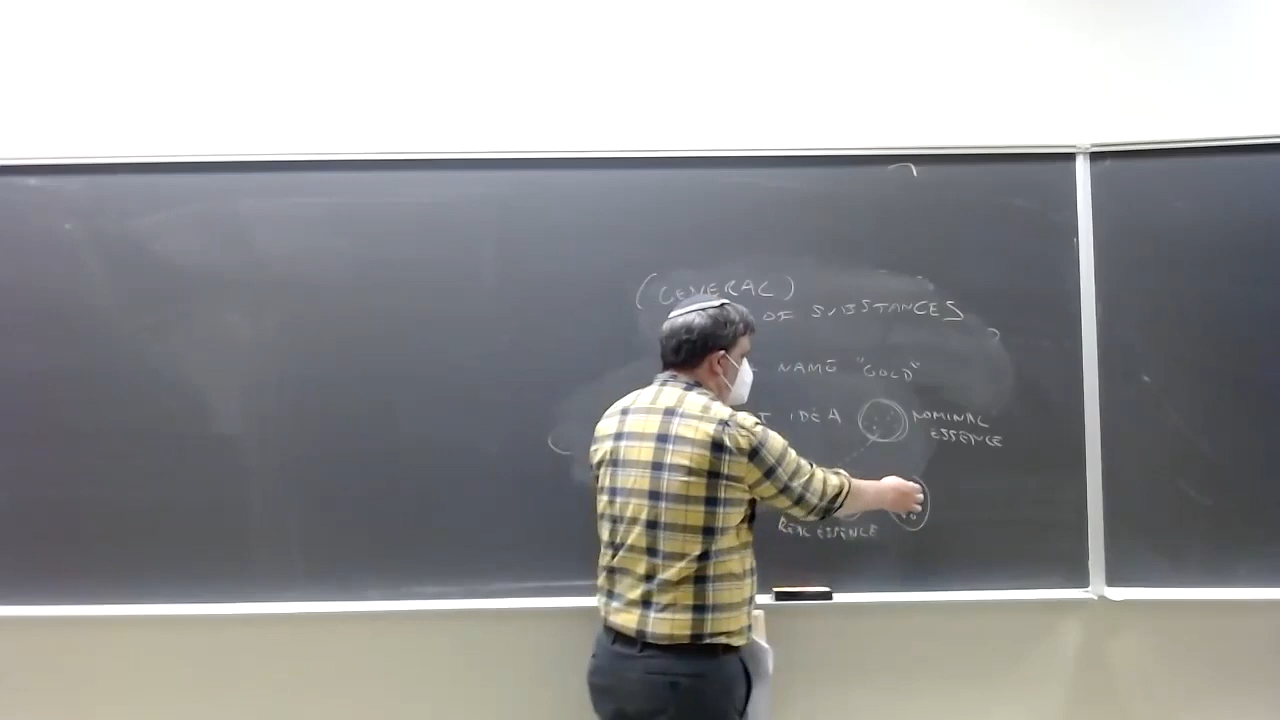 (GENERAL)
OF SUBSTANCES
NAME "GOLD"
IDEA
NOMINAL
ESSENCE
REAL ESSENCE